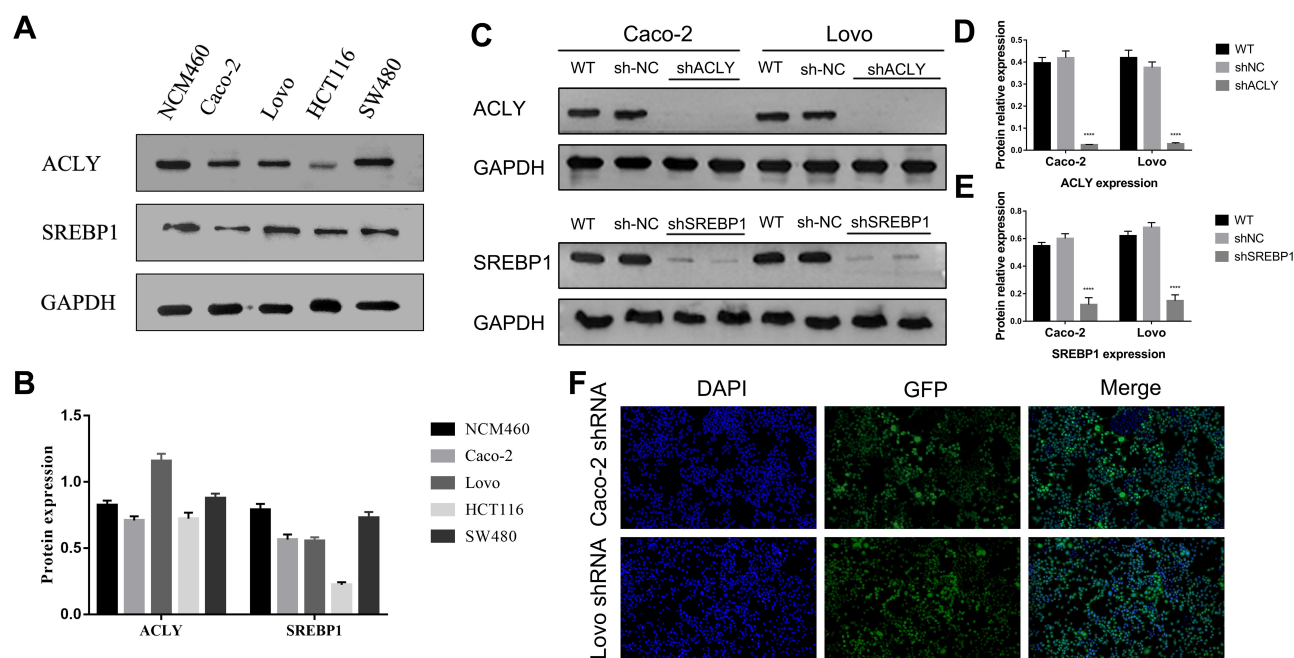 A
NCM460
Caco-2
Lovo
HCT116
SW480
ACLY
SREBP1
GAPDH
B
Protein expression
1.5
1.0
0.5
0.0
ACLY
SREBP1
NCM460
Caco-2
Lovo
HCT116
SW480
C
Caco-2
Lovo
WT
sh-NC
shACLY
WT
sh-NC
shACLY
ACLY
GAPDH
WT
sh-NC
shSREBP1
WT
sh-NC
shSREBP1
SREBP1
GAPDH
D
Protein relative expression
0.4
0.3
0.2
0.1
0.0
****
****
Caco-2
Lovo
ACLY expression
WT
shNC
shACLY
E
Protein relative expression
0.8
0.6
0.4
0.2
0.0
****
****
Caco-2
Lovo
SREBP1 expression
WT
shNC
shSREBP1
F
DAPI
GFP
Merge
Caco-2 shRNA
Lovo shRNA